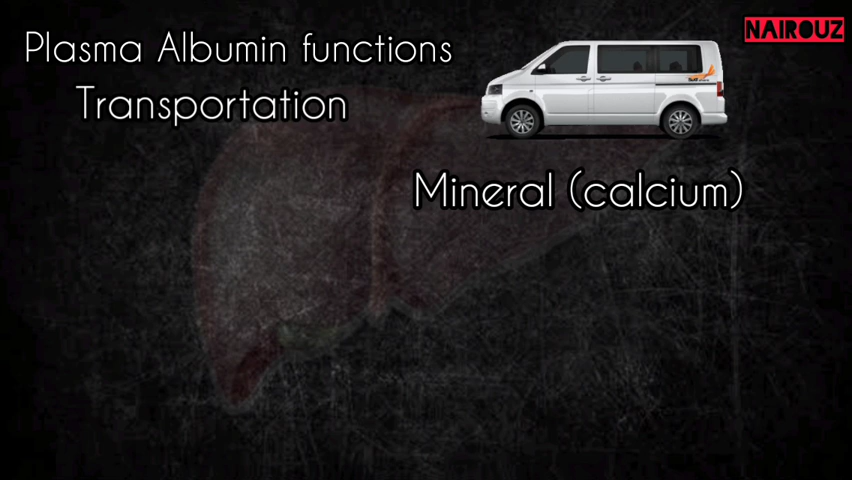 Plasma Albumin functions
Transportation
NAIROUZ
Mineral (calcium)